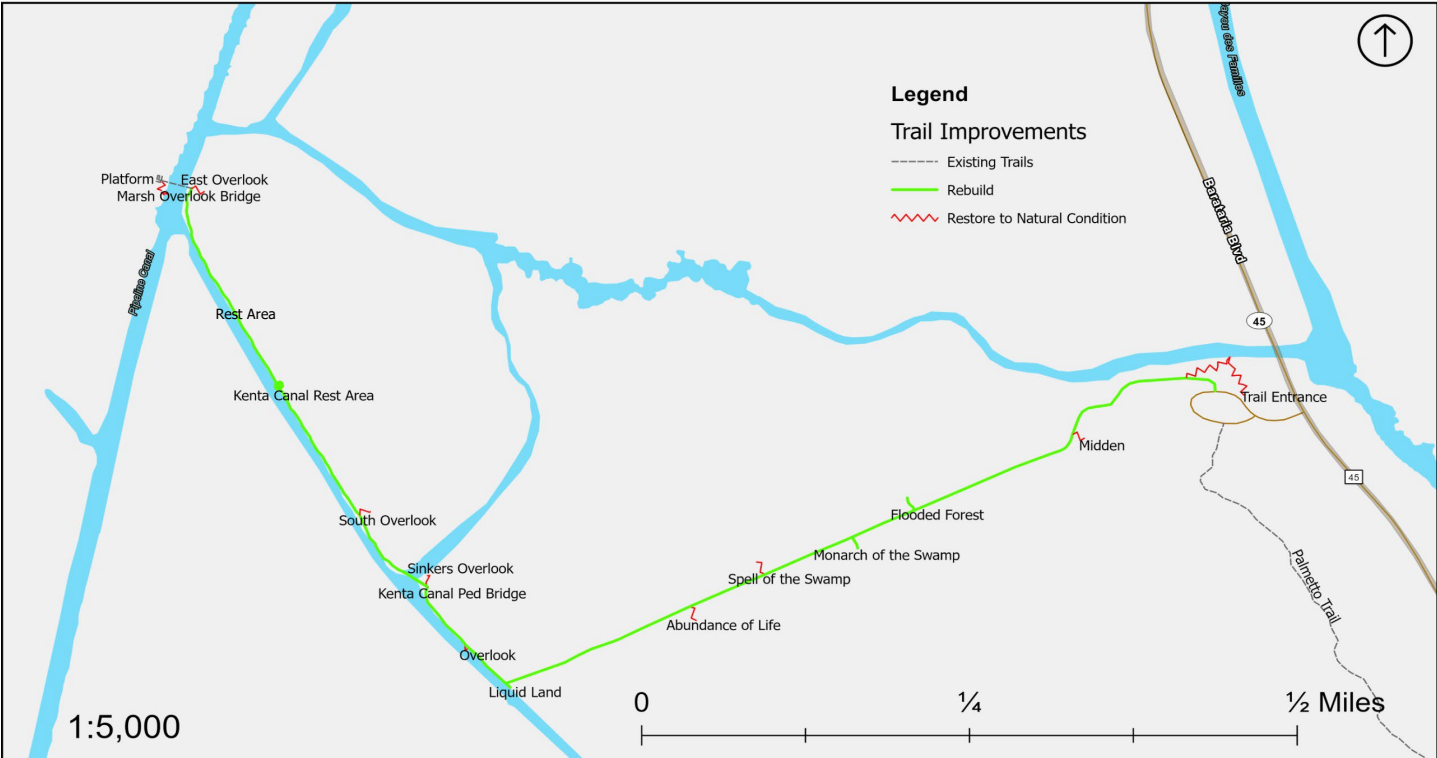 Bayou des Familles
Legend
Trail Improvements
Existing Trails
Rebuild
Restore to Natural Condition
Platform
East Overlook
Marsh Overlook Bridge
Barataria Blvd
Pipeline Canal
Rest Area
45
Kenta Canal Rest Area
Trail Entrance
Midden
45
South Overlook
Flooded Forest
Monarch of the Swamp
Sinkers Overlook
Spell of the Swamp
Kenta Canal Ped Bridge
Palmetto Trail
Abundance of Life
Overlook
Liquid Land
0 ¼ ½ Miles
1:5,000